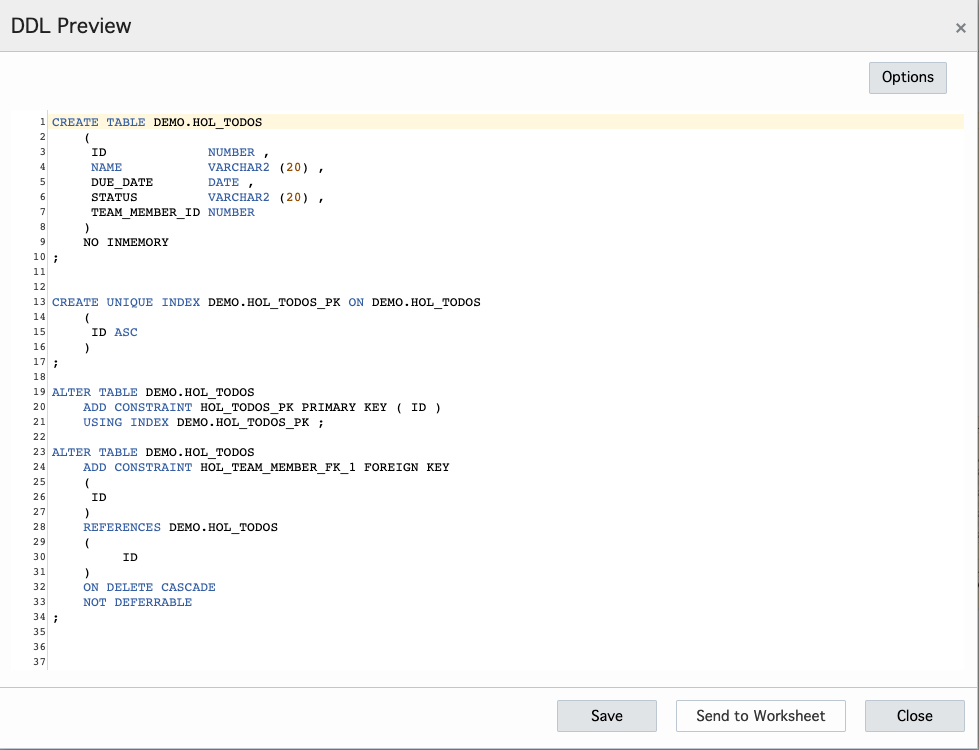 DDL Preview
×
Options
1 CREATE TABLE DEMO.HOL_TODOS
2     (
3      ID             NUMBER ,
4      NAME           VARCHAR2 (20) ,
5      DUE_DATE       DATE ,
6      STATUS         VARCHAR2 (20) ,
7      TEAM_MEMBER_ID NUMBER
8     )
9     NO INMEMORY
10 ;
11
12
13 CREATE UNIQUE INDEX DEMO.HOL_TODOS_PK ON DEMO.HOL_TODOS
14     (
15      ID ASC
16     )
17 ;
18
19 ALTER TABLE DEMO.HOL_TODOS
20     ADD CONSTRAINT HOL_TODOS_PK PRIMARY KEY ( ID )
21     USING INDEX DEMO.HOL_TODOS_PK ;
22
23 ALTER TABLE DEMO.HOL_TODOS
24     ADD CONSTRAINT HOL_TEAM_MEMBER_FK_1 FOREIGN KEY
25     (
26      ID
27     )
28     REFERENCES DEMO.HOL_TODOS
29     (
30          ID
31     )
32     ON DELETE CASCADE
33     NOT DEFERRABLE
34 ;
35
36
37
Save Send to Worksheet Close